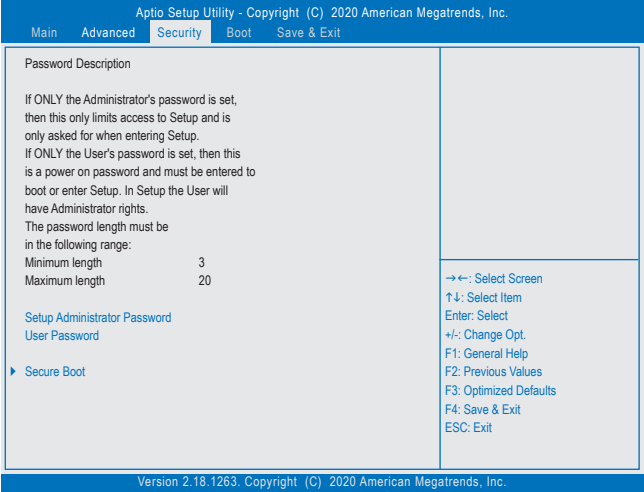 Aptio Setup Utility - Copyright (C) 2020 American Megatrends, Inc.
Main Advanced Security Boot Save & Exit
Password Description
If ONLY the Administrator's password is set,
then this only limits access to Setup and is
only asked for when entering Setup.
If ONLY the User's password is set, then this
is a power on password and must be entered to
boot or enter Setup. In Setup the User will
have Administrator rights.
The password length must be
in the following range:
Minimum length 3
Maximum length 20
Setup Administrator Password
User Password
Secure Boot
→←: Select Screen
↑↓: Select Item
Enter: Select
+/-: Change Opt.
F1: General Help
F2: Previous Values
F3: Optimized Defaults
F4: Save & Exit
ESC: Exit
Version 2.18.1263. Copyright (C) 2020 American Megatrends, Inc.